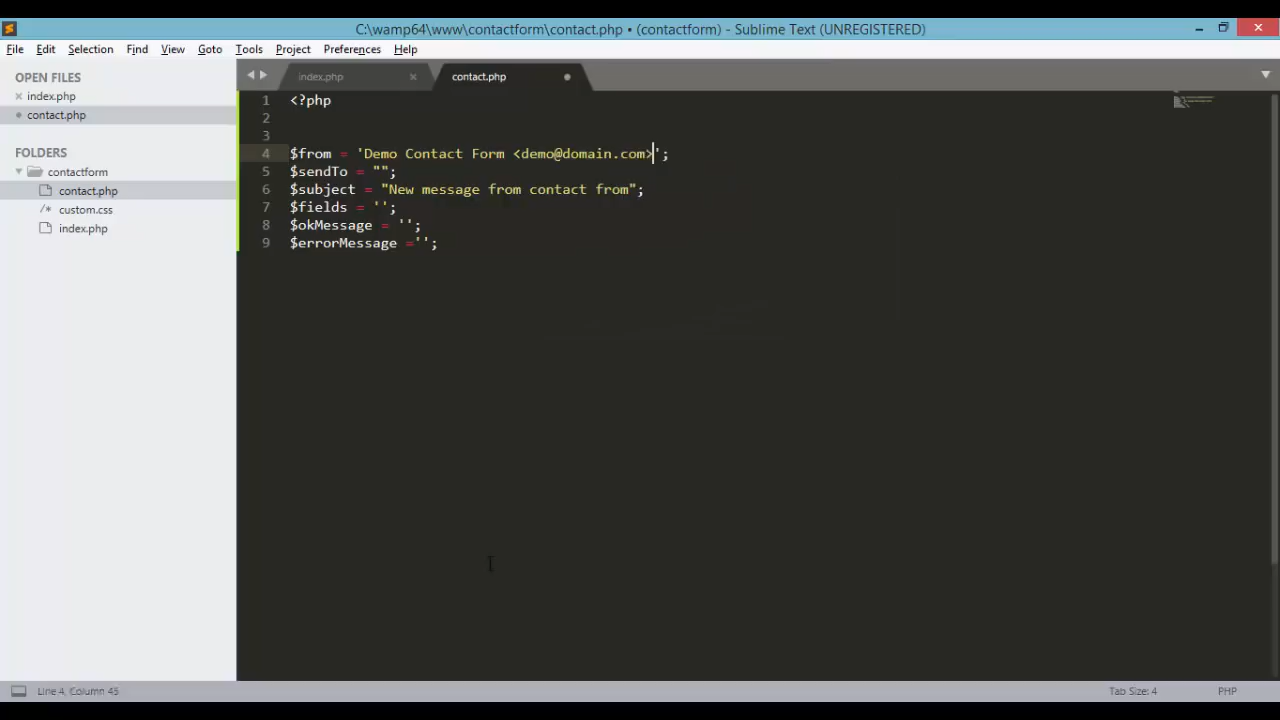 C:\wamp64\www\contactform\contact.php • (contactform) - Sublime Text (UNREGISTERED)
File Edit Selection Find View Goto Tools Project Preferences Help
OPEN FILES
index.php
contact.php
FOLDERS
contactform
contact.php
custom.css
index.php
index.php contact.php
1 <?php
2
3
4 $from = 'Demo Contact Form <demo@domain.com>';
5 $sendTo = "";
6 $subject = "New message from contact from";
7 $fields = '';
8 $okMessage = '';
9 $errorMessage ='';
Line 4, Column 45 Tab Size: 4 PHP